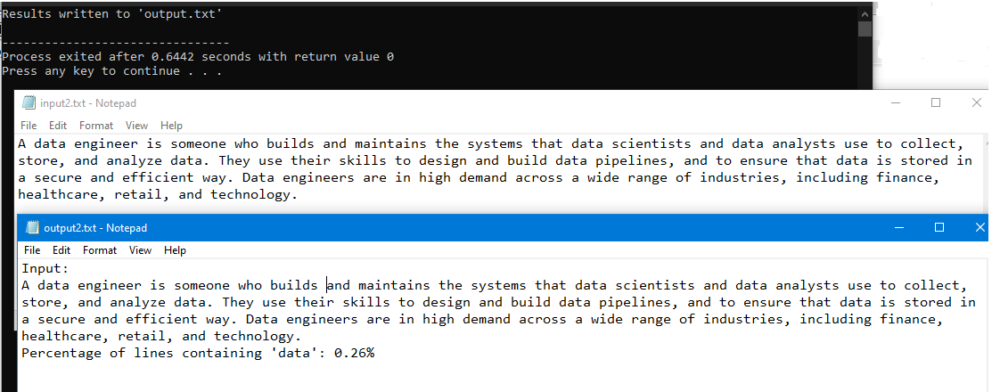 Results written to 'output.txt'
--------------------------------
Process exited after 0.6442 seconds with return value 0
Press any key to continue . . .
input2.txt - Notepad
File Edit Format View Help
A data engineer is someone who builds and maintains the systems that data scientists and data analysts use to collect,
store, and analyze data. They use their skills to design and build data pipelines, and to ensure that data is stored in
a secure and efficient way. Data engineers are in high demand across a wide range of industries, including finance,
healthcare, retail, and technology.
output2.txt - Notepad
File Edit Format View Help
Input:
A data engineer is someone who builds and maintains the systems that data scientists and data analysts use to collect,
store, and analyze data. They use their skills to design and build data pipelines, and to ensure that data is stored in
a secure and efficient way. Data engineers are in high demand across a wide range of industries, including finance,
healthcare, retail, and technology.
Percentage of lines containing 'data': 0.26%